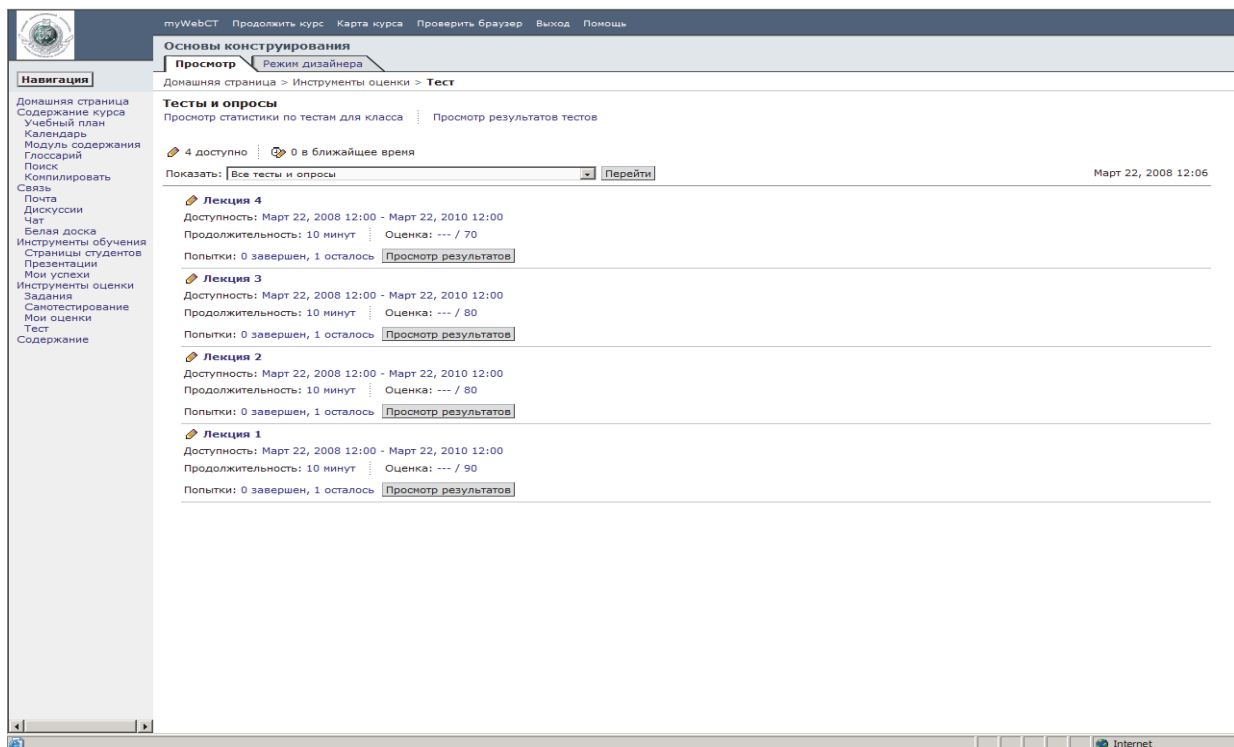 myWebCT Продолжить курс Карта курса Проверить браузер Выход Помощь
Основы конструирования
Просмотр Режим дизайнера
Домашняя страница > Инструменты оценки > Тест
Навигация
Домашняя страница
Содержание курса
Учебный план
Календарь
Модуль содержания
Глоссарий
Поиск
Компилировать
Связь
Почта
Дискуссии
Чат
Белая доска
Инструменты обучения
Страницы студентов
Презентации
Мои успехи
Инструменты оценки
Задания
Самотестирование
Мои оценки
Тест
Содержание
Тесты и опросы
Просмотр статистики по тестам для класса Просмотр результатов тестов
4 доступно 0 в ближайшее время
Показать: Все тесты и опросы Перейти Март 22, 2008 12:06
Лекция 4
Доступность: Март 22, 2008 12:00 - Март 22, 2010 12:00
Продолжительность: 10 минут Оценка: --- / 70
Попытки: 0 завершен, 1 осталось Просмотр результатов
Лекция 3
Доступность: Март 22, 2008 12:00 - Март 22, 2010 12:00
Продолжительность: 10 минут Оценка: --- / 80
Попытки: 0 завершен, 1 осталось Просмотр результатов
Лекция 2
Доступность: Март 22, 2008 12:00 - Март 22, 2010 12:00
Продолжительность: 10 минут Оценка: --- / 80
Попытки: 0 завершен, 1 осталось Просмотр результатов
Лекция 1
Доступность: Март 22, 2008 12:00 - Март 22, 2010 12:00
Продолжительность: 10 минут Оценка: --- / 90
Попытки: 0 завершен, 1 осталось Просмотр результатов
Internet